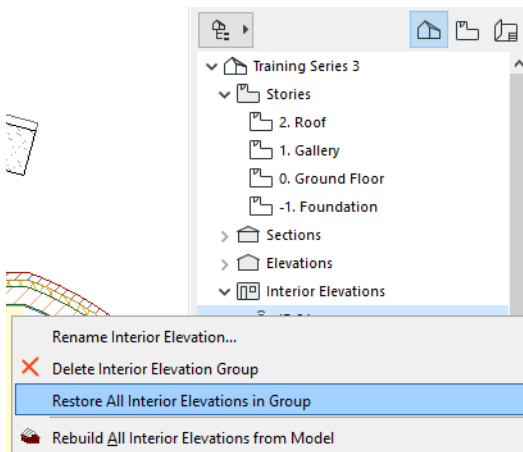 Training Series 3
Stories
2. Roof
1. Gallery
0. Ground Floor
-1. Foundation
Sections
Elevations
Interior Elevations
Rename Interior Elevation...
Delete Interior Elevation Group
Restore All Interior Elevations in Group
Rebuild All Interior Elevations from Model